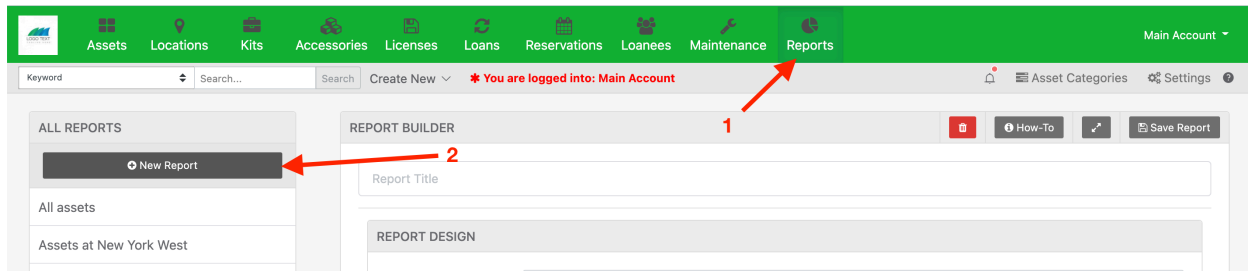 LOGO TEXT
Assets Locations Kits Accessories Licenses Loans Reservations Loanees Maintenance Reports Main Account
Keyword Search... Search Create New ✱ You are logged into: Main Account Asset Categories Settings
1
ALL REPORTS REPORT BUILDER How-To Save Report
New Report 2
Report Title
All assets
REPORT DESIGN
Assets at New York West